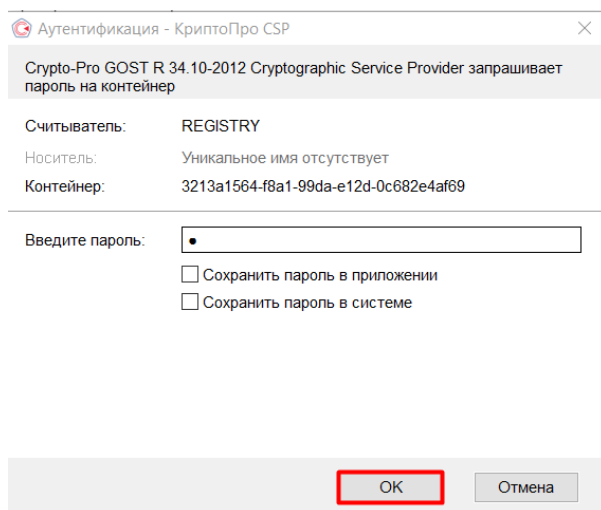 Аутентификация - КриптоПро CSP
Crypto-Pro GOST R 34.10-2012 Cryptographic Service Provider запрашивает
пароль на контейнер
Считыватель: REGISTRY
Носитель: Уникальное имя отсутствует
Контейнер: 3213a1564-f8a1-99da-e12d-0c682e4af69
Введите пароль: ●
Сохранить пароль в приложении
Сохранить пароль в системе
OK Отмена